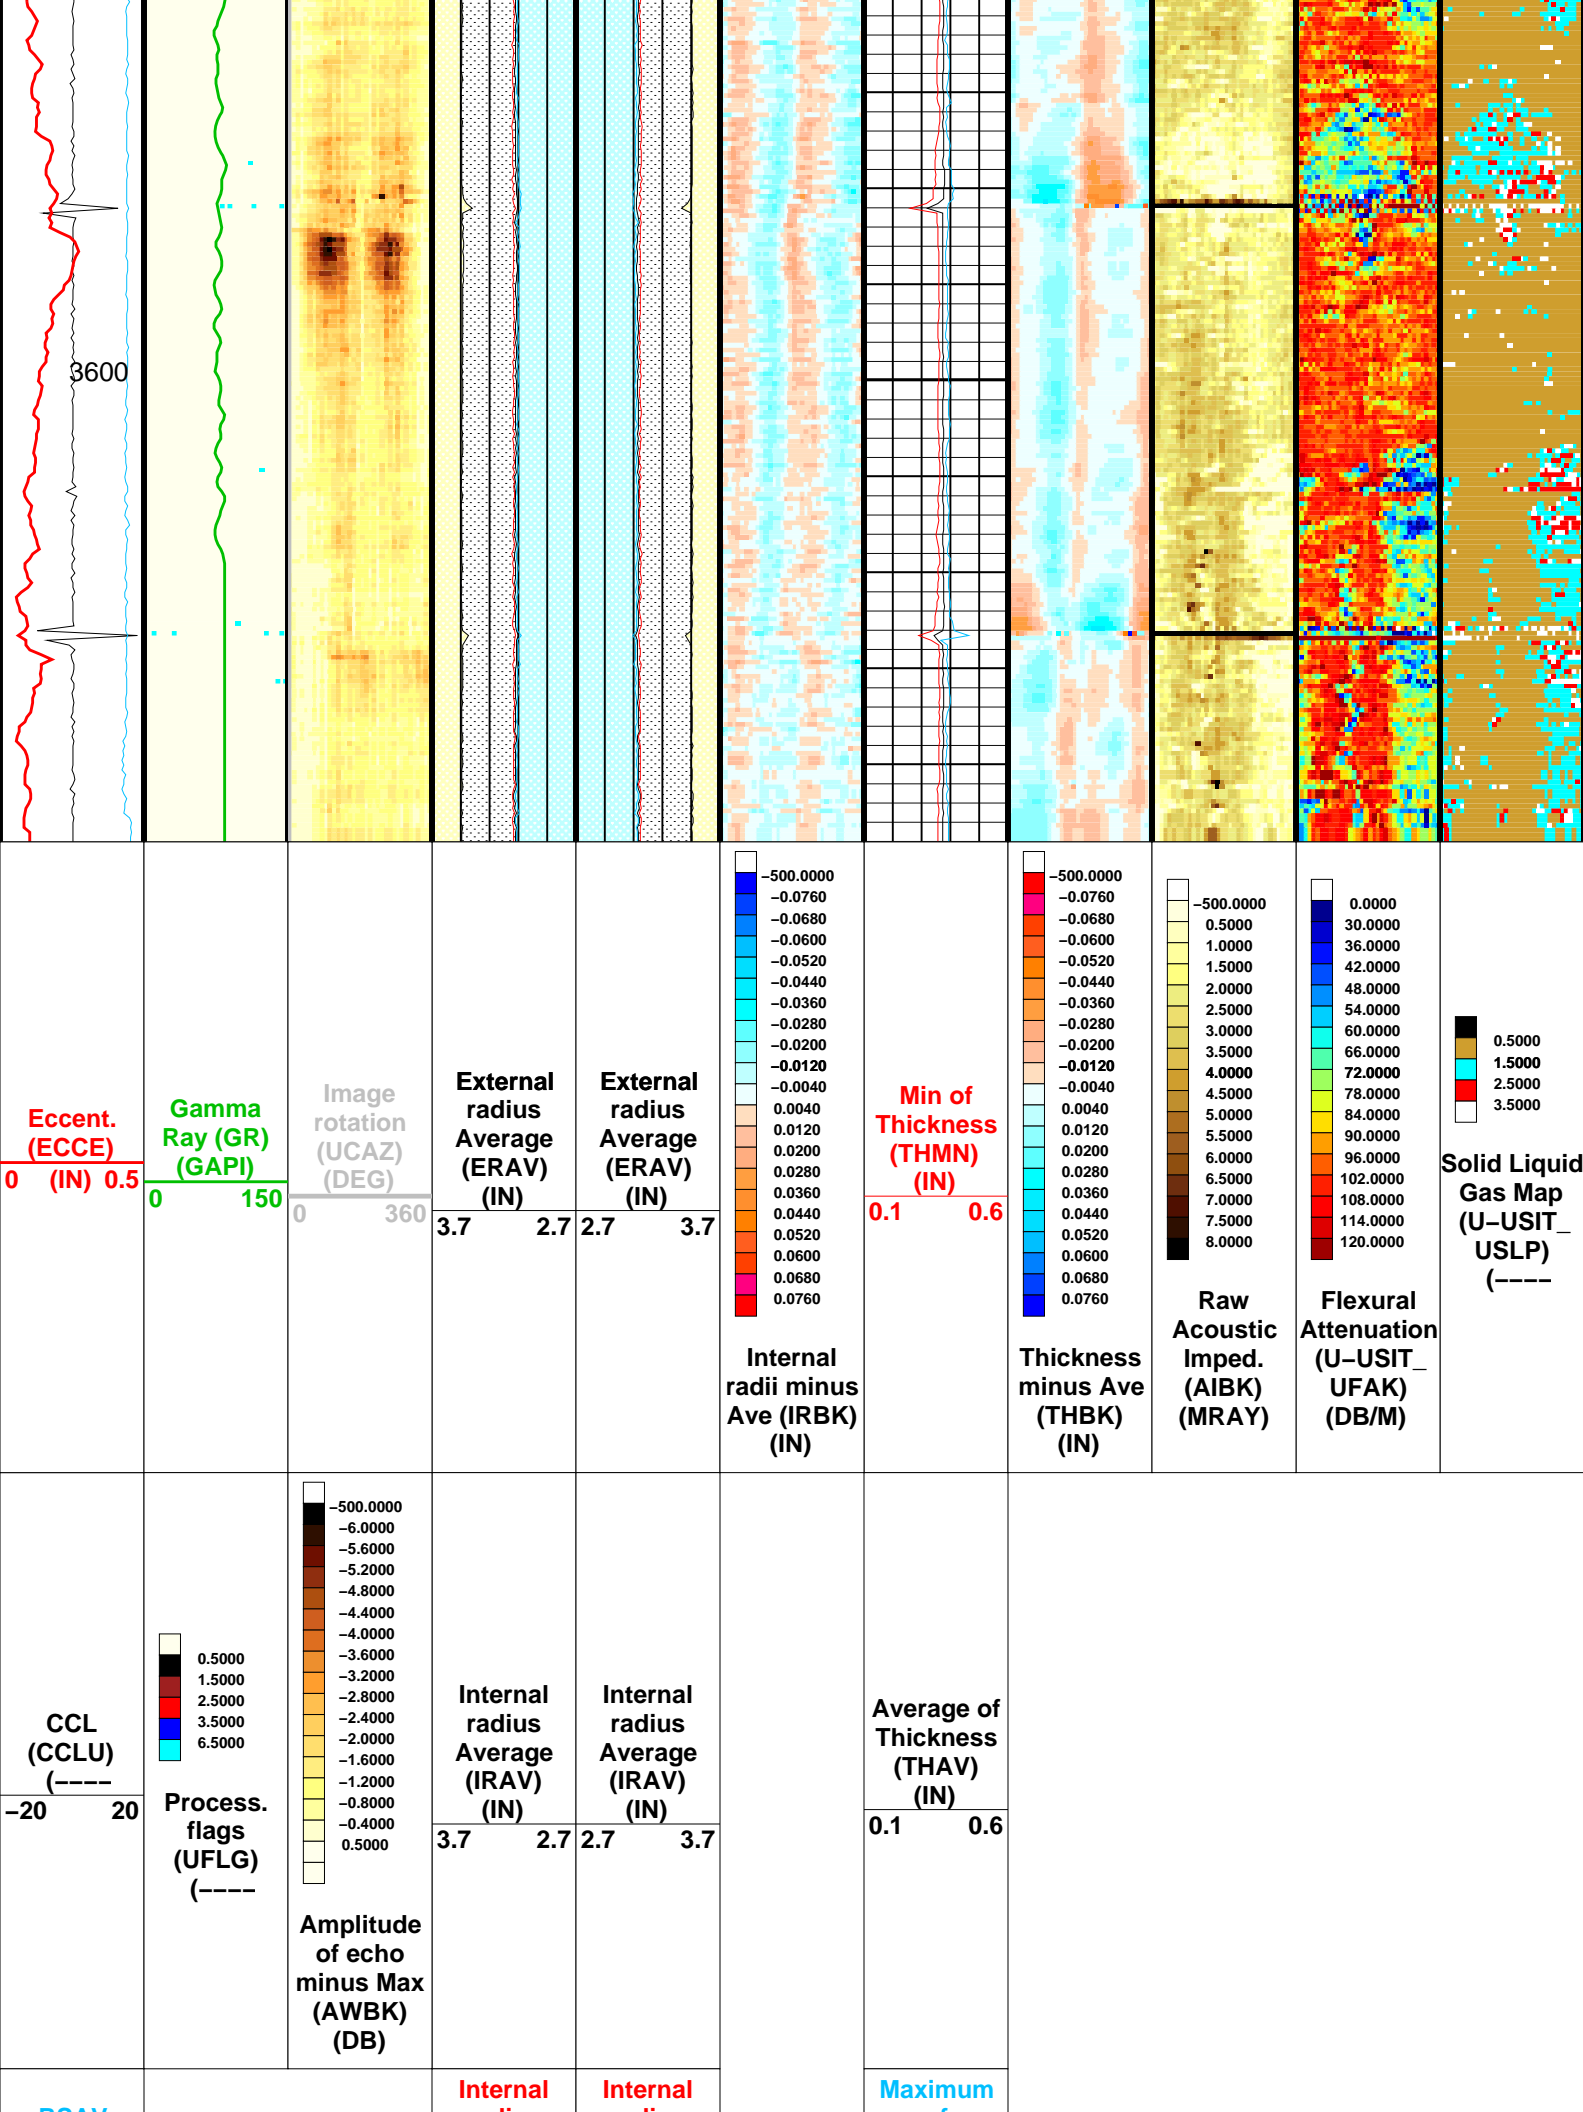 3600
Eccent.
(ECCE)
0 (IN) 0.5
Gamma
Ray (GR)
(GAPI)
0 150
Image
rotation
(UCAZ)
(DEG)
0 360
External
radius
Average
(ERAV)
(IN)
3.7 2.7
External
radius
Average
(ERAV)
(IN)
2.7 3.7
−500.0000
−0.0760
−0.0680
−0.0600
−0.0520
−0.0440
−0.0360
−0.0280
−0.0200
−0.0120
−0.0040
0.0040
0.0120
0.0200
0.0280
0.0360
0.0440
0.0520
0.0600
0.0680
0.0760
Internal
radii minus
Ave (IRBK)
(IN)
Min of
Thickness
(THMN)
(IN)
0.1 0.6
−500.0000
−0.0760
−0.0680
−0.0600
−0.0520
−0.0440
−0.0360
−0.0280
−0.0200
−0.0120
−0.0040
0.0040
0.0120
0.0200
0.0280
0.0360
0.0440
0.0520
0.0600
0.0680
0.0760
Thickness
minus Ave
(THBK)
(IN)
−500.0000
0.5000
1.0000
1.5000
2.0000
2.5000
3.0000
3.5000
4.0000
4.5000
5.0000
5.5000
6.0000
6.5000
7.0000
7.5000
8.0000
Raw
Acoustic
Imped.
(AIBK)
(MRAY)
0.0000
30.0000
36.0000
42.0000
48.0000
54.0000
60.0000
66.0000
72.0000
78.0000
84.0000
90.0000
96.0000
102.0000
108.0000
114.0000
120.0000
Flexural
Attenuation
(U−USIT_
UFAK)
(DB/M)
0.5000
1.5000
2.5000
3.5000
Solid Liquid
Gas Map
(U−USIT_
USLP)
(−−−−
CCL
(CCLU)
(−−−−
−20 20
0.5000
1.5000
2.5000
3.5000
6.5000
Process.
flags
(UFLG)
(−−−−
−500.0000
−6.0000
−5.6000
−5.2000
−4.8000
−4.4000
−4.0000
−3.6000
−3.2000
−2.8000
−2.4000
−2.0000
−1.6000
−1.2000
−0.8000
−0.4000
0.5000
Amplitude
of echo
minus Max
(AWBK)
(DB)
Internal
radius
Average
(IRAV)
(IN)
3.7 2.7
Internal
radius
Average
(IRAV)
(IN)
2.7 3.7
Average of
Thickness
(THAV)
(IN)
0.1 0.6
Internal
Internal
Maximum